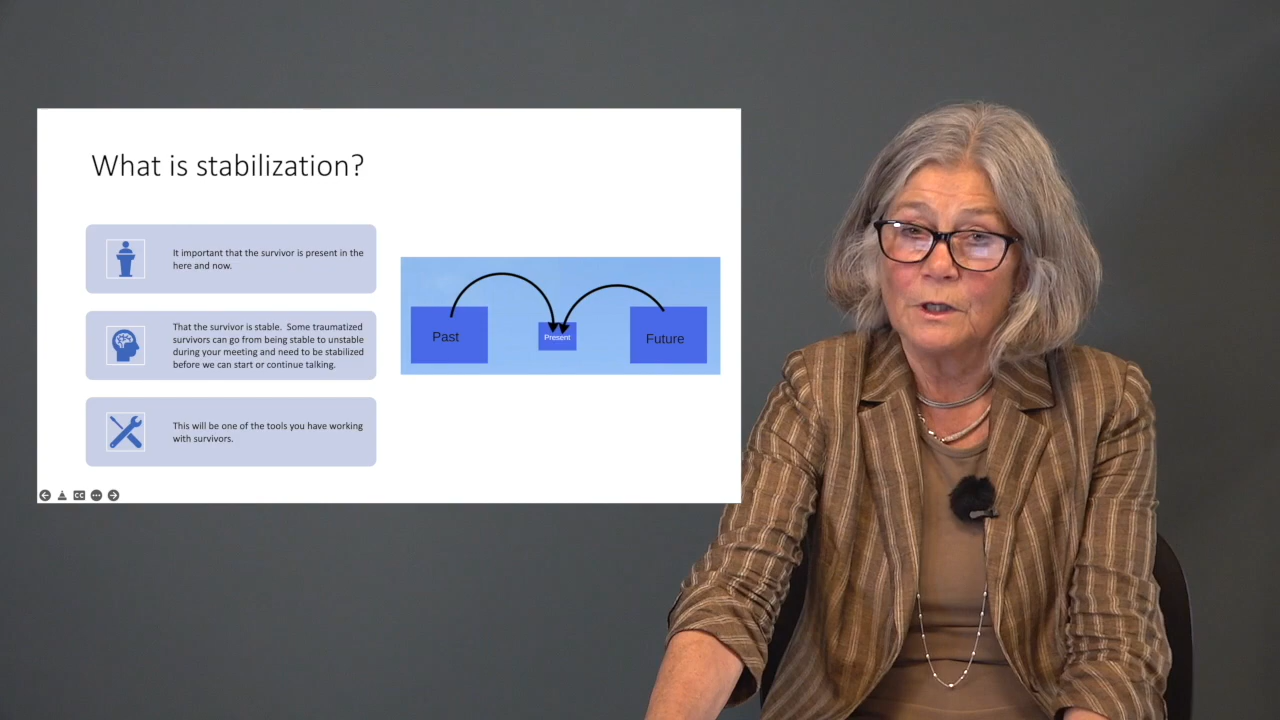 What is stabilization?
It important that the survivor is present in the
here and now.
That the survivor is stable. Some traumatized
survivors can go from being stable to unstable
during your meeting and need to be stabilized
before we can start or continue talking.
This will be one of the tools you have working
with survivors.
Past
Present
Future
CC